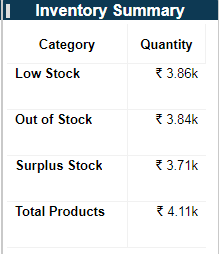 Inventory Summary
Category Quantity
Low Stock ₹ 3.86k
Out of Stock ₹ 3.84k
Surplus Stock ₹ 3.71k
Total Products ₹ 4.11k